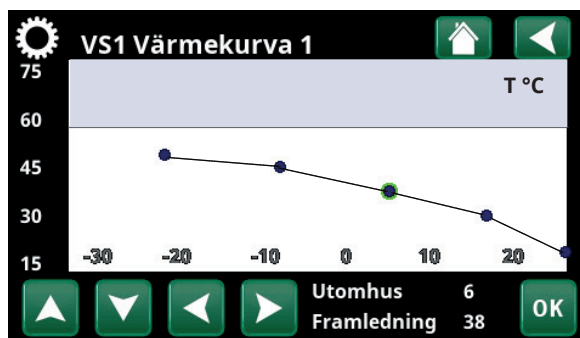 VS1 Värmekurva 1
75
T °C
60
45
30
15
-30 -20 -10 0 10 20
Utomhus 6
Framledning 38
OK